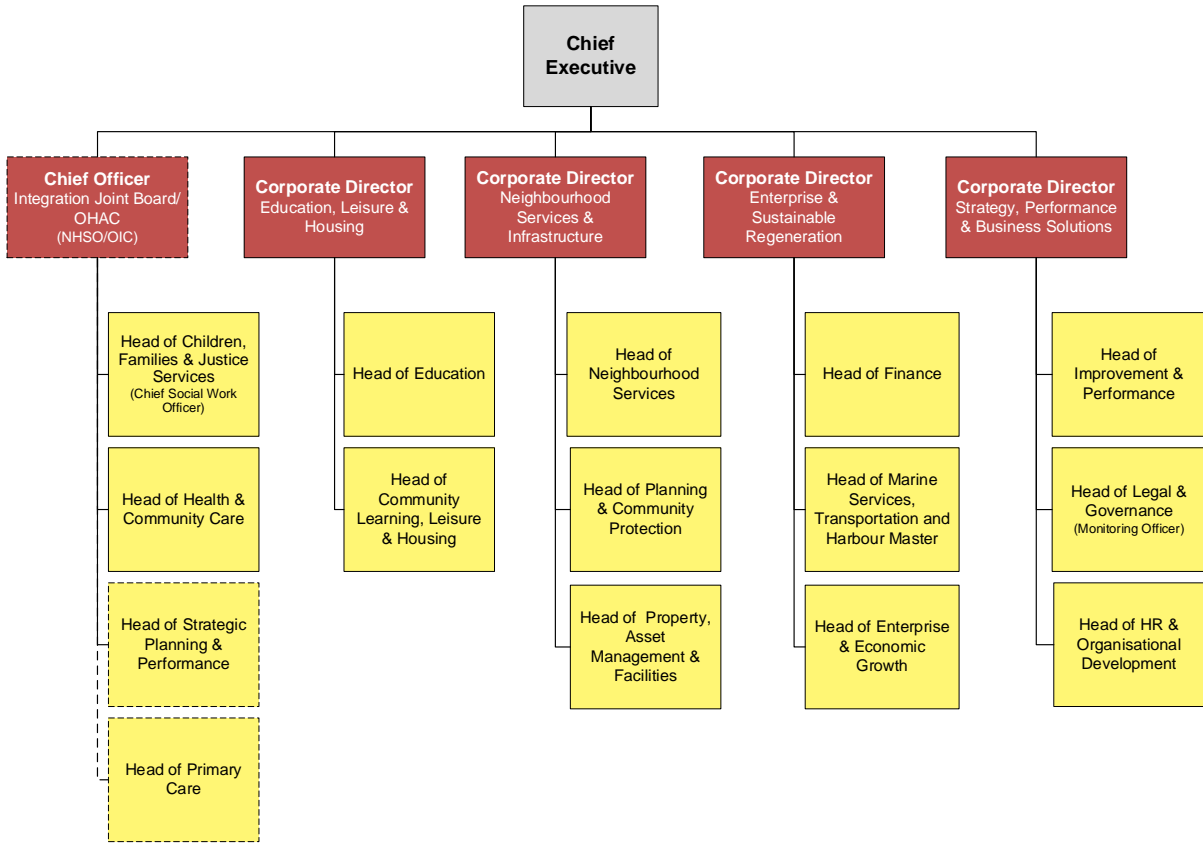 Chief
Executive
Chief Officer
Integration Joint Board/
OHAC
(NHSO/OIC)
Corporate Director
Education, Leisure &
Housing
Corporate Director
Neighbourhood
Services &
Infrastructure
Corporate Director
Enterprise &
Sustainable
Regeneration
Corporate Director
Strategy, Performance
& Business Solutions
Head of Children,
Families & Justice
Services
(Chief Social Work
Officer)
Head of Education
Head of
Neighbourhood
Services
Head of Finance
Head of
Improvement &
Performance
Head of Health &
Community Care
Head of
Community
Learning, Leisure
& Housing
Head of Planning
& Community
Protection
Head of Marine
Services,
Transportation and
Harbour Master
Head of Legal &
Governance
(Monitoring Officer)
Head of Strategic
Planning &
Performance
Head of Property,
Asset
Management &
Facilities
Head of Enterprise
& Economic
Growth
Head of HR &
Organisational
Development
Head of Primary
Care